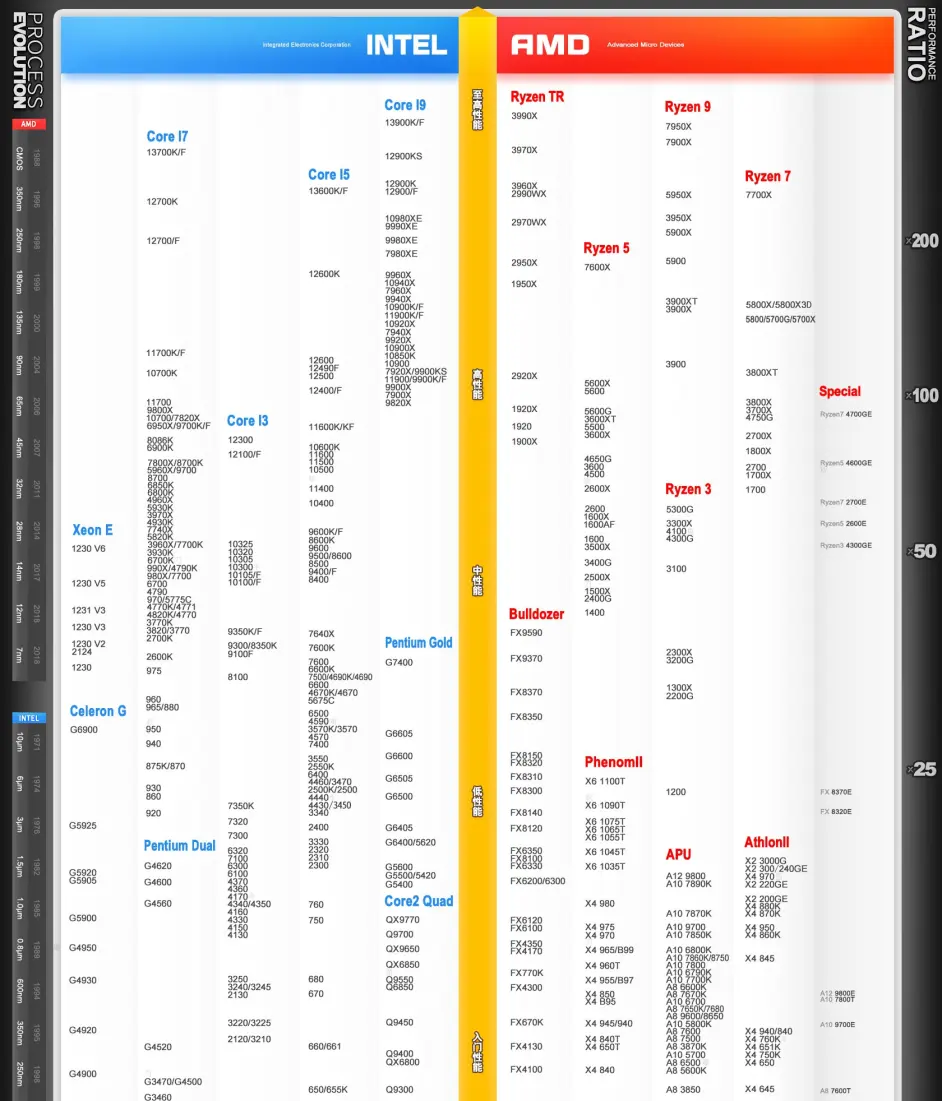 PROCESS
EVOLUTION
AMD
CMOS 1988
350nm 1996
250nm 1998
180nm 1999
135nm 2000
90nm 2004
65nm 2006
45nm 2007
32nm 2011
28nm 2014
14nm 2017
12nm 2018
7nm 2018
INTEL
10μm 1971
6μm 1974
3μm 1976
1.5μm 1982
1.0μm 1985
0.8μm 1989
600nm 1994
350nm 1995
250nm 1998
Integrated Electronics Corporation INTEL
Xeon E
1230 V6
1230 V5
1231 V3
1230 V3
1230 V2
2124
1230
Celeron G
G6900
G5925
G5920
G5905
G5900
G4950
G4930
G4920
G4900
Core I7
13700K/F
12700K
12700/F
11700K/F
10700K
11700
9800X
10700/7820X
6950X/9700K/F
8086K
6900K
7800X/8700K
5960X/9700
8700
6850K
6800K
4960X
5930K
3970X
4930K
7740X
5820K
3960X/7700K
3930K
6700K
990X/4790K
980X/7700
6700
4790
970/5775C
4770K/4771
4820K/4770
3770K
3820/3770
2700K
2600K
975
960
965/880
950
940
875K/870
930
860
920
Pentium Dual
G4620
G4600
G4560
G4520
G3470/G4500
G3460
Core I3
12300
12100/F
10325
10320
10305
10300
10105/F
10100/F
9350K/F
9300/8350K
9100F
8100
7350K
7320
7300
6320
7100
6300
6100
4370
4360
4170
4340/4350
4160
4330
4150
4130
3250
3240/3245
2130
3220/3225
2120/3210
Core I5
13600K/F
12600K
12600
12490F
12500
12400/F
11600K/KF
10600K
11600
11500
10500
11400
10400
9600K/F
8600K
9600
9500/8600
8500
9400/F
8400
7640X
7600K
7600
6600K
7500/4690K/4690
6600
4670K/4670
5675C
6500
4590
3570K/3570
4570
7400
3550
2550K
6400
4460/3470
2500K/2500
4440
4430/3450
3340
2400
3330
2320
2310
2300
760
750
680
670
660/661
650/655K
Core I9
13900K/F
12900KS
12900K
12900/F
10980XE
9990XE
9980XE
7980XE
9960X
10940X
7960X
9940X
10900K/F
11900K/F
10920X
7940X
9920X
10900X
10850K
10900
7920X/9900KS
11900/9900K/F
9900X
7900X
9820X
Pentium Gold
G7400
G6605
G6600
G6505
G6500
G6405
G6400/5620
G5600
G5500/5420
G5400
Core2 Quad
QX9770
Q9700
QX9650
QX6850
Q9550
Q6850
Q9450
Q9400
QX6800
Q9300
至高性能
高性能
中性能
低性能
入门性能
AMD Advanced Micro Devices
Ryzen TR
3990X
3970X
3960X
2990WX
2970WX
2950X
1950X
2920X
1920X
1920
1900X
Bulldozer
FX9590
FX9370
FX8370
FX8350
FX8150
FX8320
FX8310
FX8300
FX8140
FX8120
FX6350
FX8100
FX6330
FX6200/6300
FX6120
FX6100
FX4350
FX4170
FX770K
FX4300
FX670K
FX4130
FX4100
Ryzen 5
7600X
5600X
5600
5600G
3600XT
5500
3600X
4650G
3600
4500
2600X
2600
1600X
1600AF
1600
3500X
3400G
2500X
1500X
2400G
1400
PhenomII
X6 1100T
X6 1090T
X6 1075T
X6 1065T
X6 1055T
X6 1045T
X6 1035T
X4 980
X4 975
X4 970
X4 965/B99
X4 960T
X4 955/B97
X4 850
X4 B95
X4 945/940
X4 840T
X4 650T
X4 840
Ryzen 9
7950X
7900X
5950X
3950X
5900X
5900
3900XT
3900X
3900
Ryzen 3
5300G
3300X
4100
4300G
3100
2300X
3200G
1300X
2200G
1200
APU
A12 9800
A10 7890K
A10 7870K
A10 9700
A10 7850K
A10 6800K
A10 7860K/8750
A10 7800
A10 6790K
A10 7700K
A8 6600K
A8 7670K
A10 6700
A8 7650K/7680
A8 9600/8650
A10 5800K
A8 7600
A8 7500
A8 3870K
A10 5700
A8 6500
A8 5600K
A8 3850
Ryzen 7
7700X
5800X/5800X3D
5800/5700G/5700X
3800XT
3800X
3700X
4750G
2700X
1800X
2700
1700X
1700
AthlonII
X2 3000G
X2 300/240GE
X4 970
X2 220GE
X2 200GE
X4 880K
X4 870K
X4 950
X4 860K
X4 845
X4 940/840
X4 760K
X4 651K
X4 750K
X4 650
X4 645
Special
Ryzen7 4700GE
Ryzen5 4600GE
Ryzen7 2700E
Ryzen5 2600E
Ryzen3 4300GE
FX 8370E
FX 8320E
A12 9800E
A10 7800T
A10 9700E
A8 7600T
PERFORMANCE
RATIO
x200
x100
x50
x25